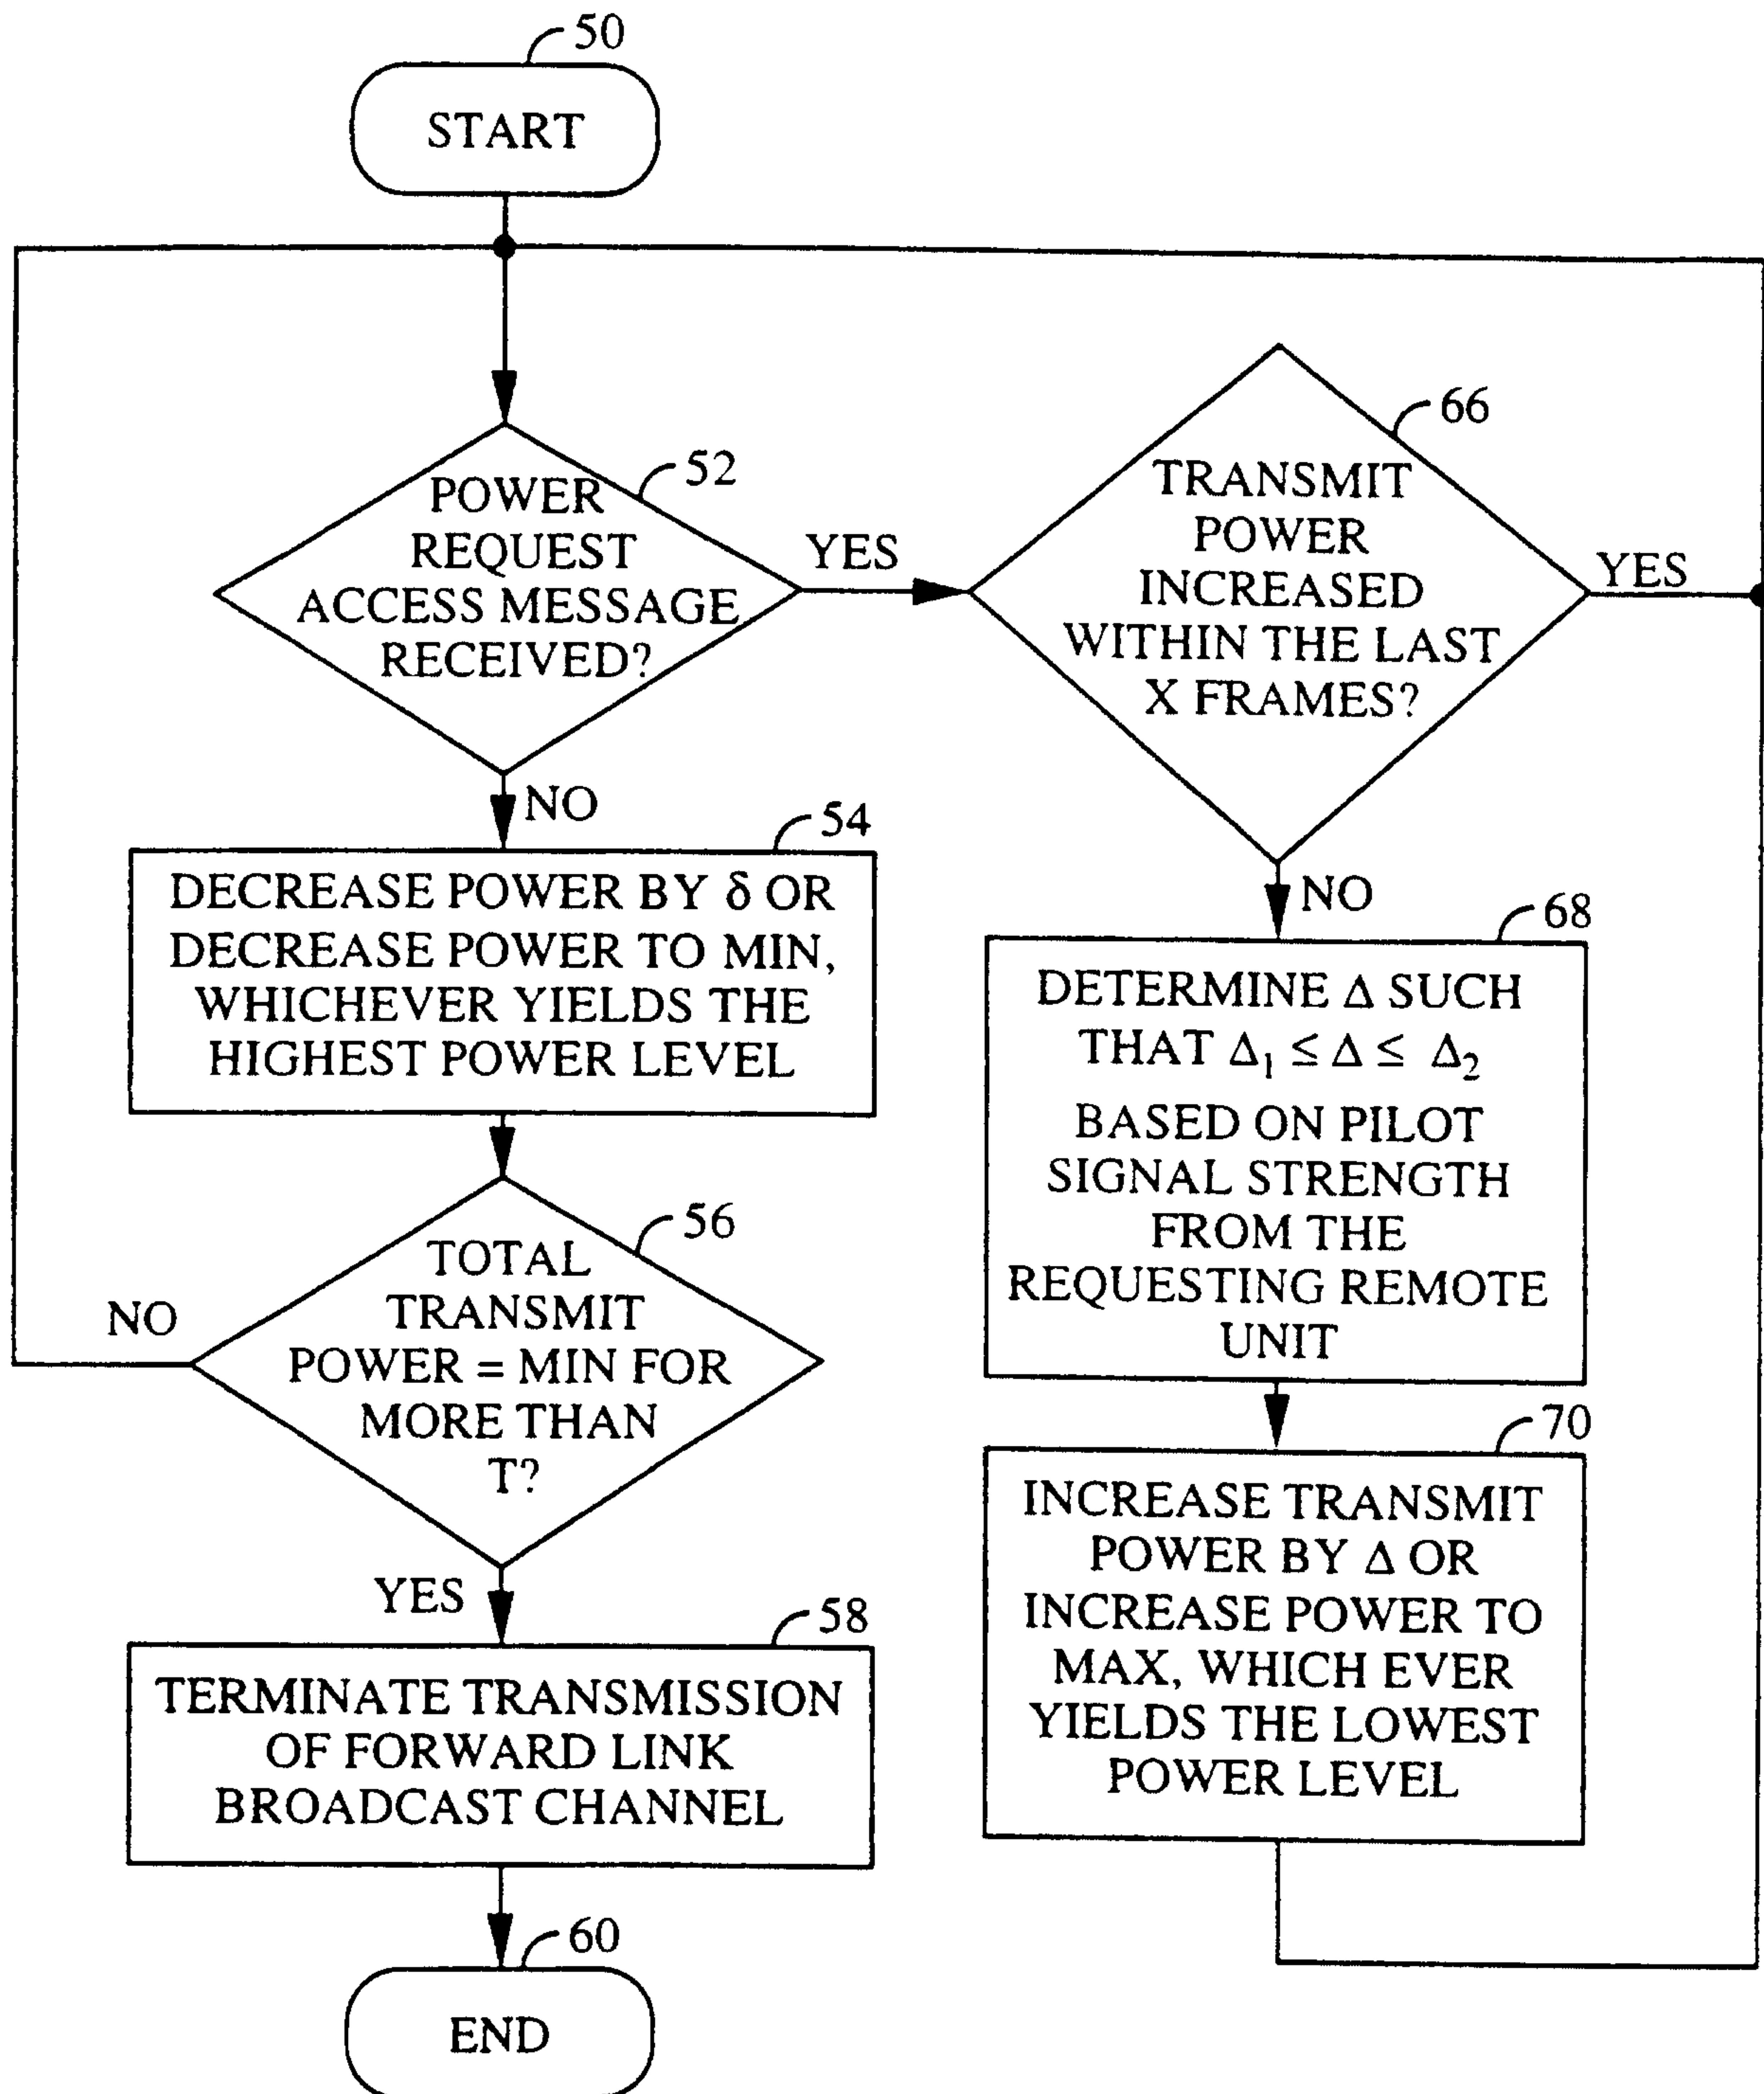 50
START
52
POWER
REQUEST
ACCESS MESSAGE
RECEIVED?
YES
NO
66
TRANSMIT
POWER
INCREASED
WITHIN THE LAST
X FRAMES?
YES
NO
54
DECREASE POWER BY δ OR
DECREASE POWER TO MIN,
WHICHEVER YIELDS THE
HIGHEST POWER LEVEL
56
TOTAL
TRANSMIT
POWER = MIN FOR
MORE THAN
T?
NO
YES
58
TERMINATE TRANSMISSION
OF FORWARD LINK
BROADCAST CHANNEL
60
END
68
DETERMINE Δ SUCH
THAT Δ₁ ≤ Δ ≤ Δ₂
BASED ON PILOT
SIGNAL STRENGTH
FROM THE
REQUESTING REMOTE
UNIT
70
INCREASE TRANSMIT
POWER BY Δ OR
INCREASE POWER TO
MAX, WHICH EVER
YIELDS THE LOWEST
POWER LEVEL